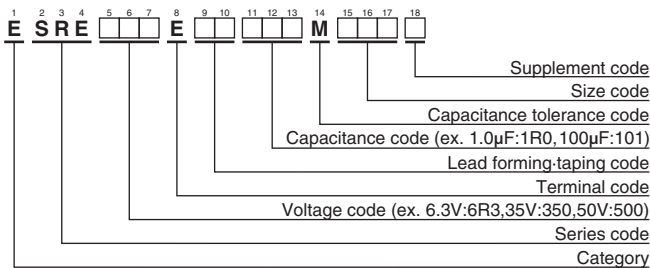 1 2 3 4 5 6 7 8 9 10 11 12 13 14 15 16 17 18
E SRE E M
Supplement code
Size code
Capacitance tolerance code
Capacitance code (ex. 1.0µF:1R0,100µF:101)
Lead forming·taping code
Terminal code
Voltage code (ex. 6.3V:6R3,35V:350,50V:500)
Series code
Category